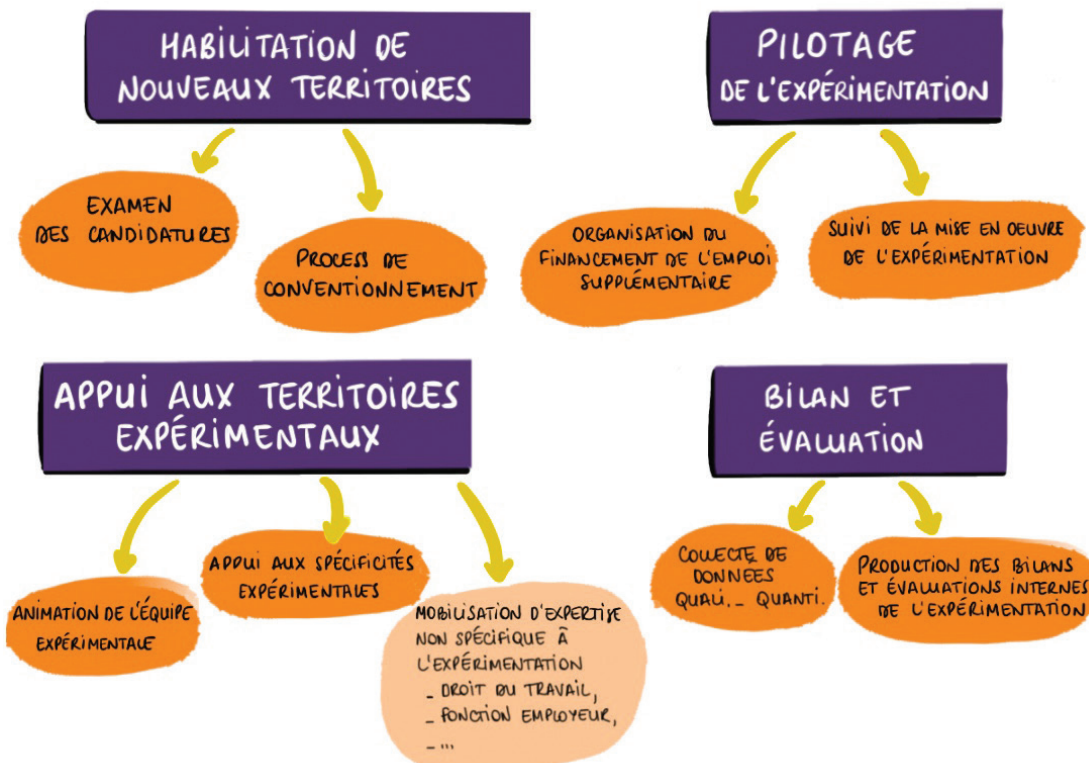 HABILITATION DE
NOUVEAUX TERRITOIRES
EXAMEN
DES CANDIDATURES
PROCESS DE
CONVENTIONNEMENT
PILOTAGE
DE L'EXPÉRIMENTATION
ORGANISATION DU
FINANCEMENT DE L'EMPLOI
SUPPLÉMENTAIRE
SUIVI DE LA MISE EN OEUVRE
DE L'EXPÉRIMENTATION
APPUI AUX TERRITOIRES
EXPÉRIMENTAUX
ANIMATION DE L'ÉQUIPE
EXPÉRIMENTALE
APPUI AUX SPÉCIFICITÉS
EXPÉRIMENTALES
MOBILISATION D'EXPERTISE
NON SPÉCIFIQUE À
L'EXPÉRIMENTATION
_ DROIT DU TRAVAIL,
_ FONCTION EMPLOYEUR,
_ ...
BILAN ET
ÉVALUATION
COLLECTE DE
DONNÉES
QUALI. _ QUANTI.
PRODUCTION DES BILANS
ET ÉVALUATIONS INTERNES
DE L'EXPÉRIMENTATION